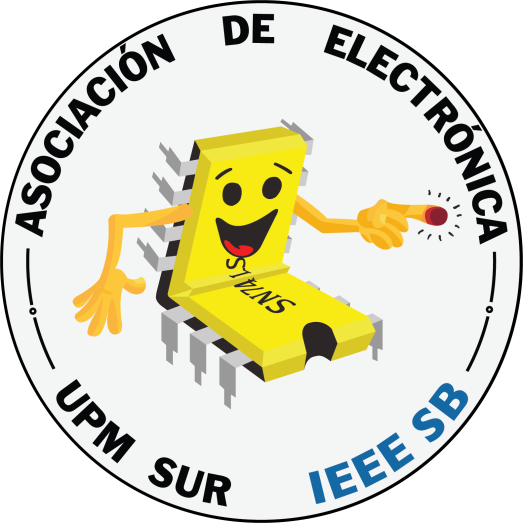 ASOCIACIÓN DE ELECTRÓNICA
SN74LS
UPM SUR IEEE SB